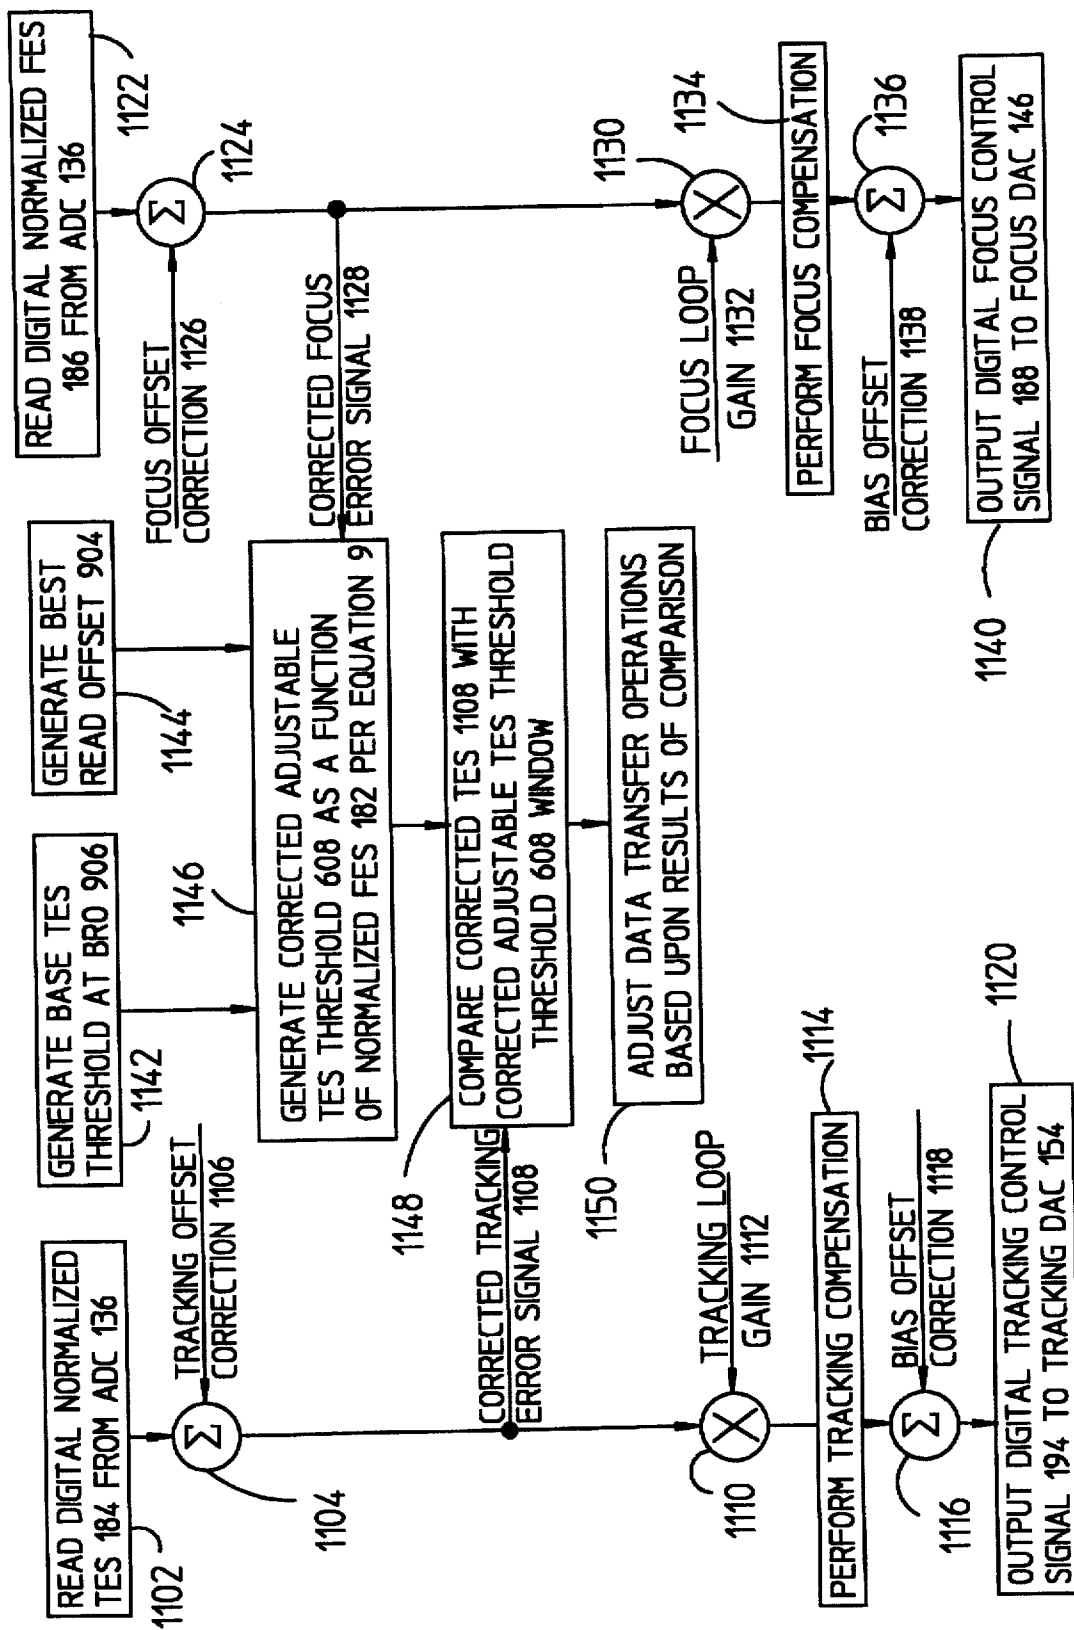 READ DIGITAL NORMALIZED
TES 184 FROM ADC 136
1102
TRACKING OFFSET
CORRECTION 1106
Σ
1104
CORRECTED TRACKING
ERROR SIGNAL 1108
TRACKING LOOP
GAIN 1112
X
1110
PERFORM TRACKING COMPENSATION
1114
BIAS OFFSET
CORRECTION 1118
Σ
1116
OUTPUT DIGITAL TRACKING CONTROL
SIGNAL 194 TO TRACKING DAC 154
1120
GENERATE BASE TES
THRESHOLD AT BRO 906
1142
GENERATE BEST
READ OFFSET 904
1144
1146
GENERATE CORRECTED ADJUSTABLE
TES THRESHOLD 608 AS A FUNCTION
OF NORMALIZED FES 182 PER EQUATION 9
1148
COMPARE CORRECTED TES 1108 WITH
CORRECTED ADJUSTABLE TES THRESHOLD
THRESHOLD 608 WINDOW
1150
ADJUST DATA TRANSFER OPERATIONS
BASED UPON RESULTS OF COMPARISON
READ DIGITAL NORMALIZED FES
186 FROM ADC 136
1122
FOCUS OFFSET
CORRECTION 1126
Σ
1124
CORRECTED FOCUS
ERROR SIGNAL 1128
FOCUS LOOP
GAIN 1132
X
1130
PERFORM FOCUS COMPENSATION
1134
BIAS OFFSET
CORRECTION 1138
Σ
1136
OUTPUT DIGITAL FOCUS CONTROL
SIGNAL 188 TO FOCUS DAC 146
1140